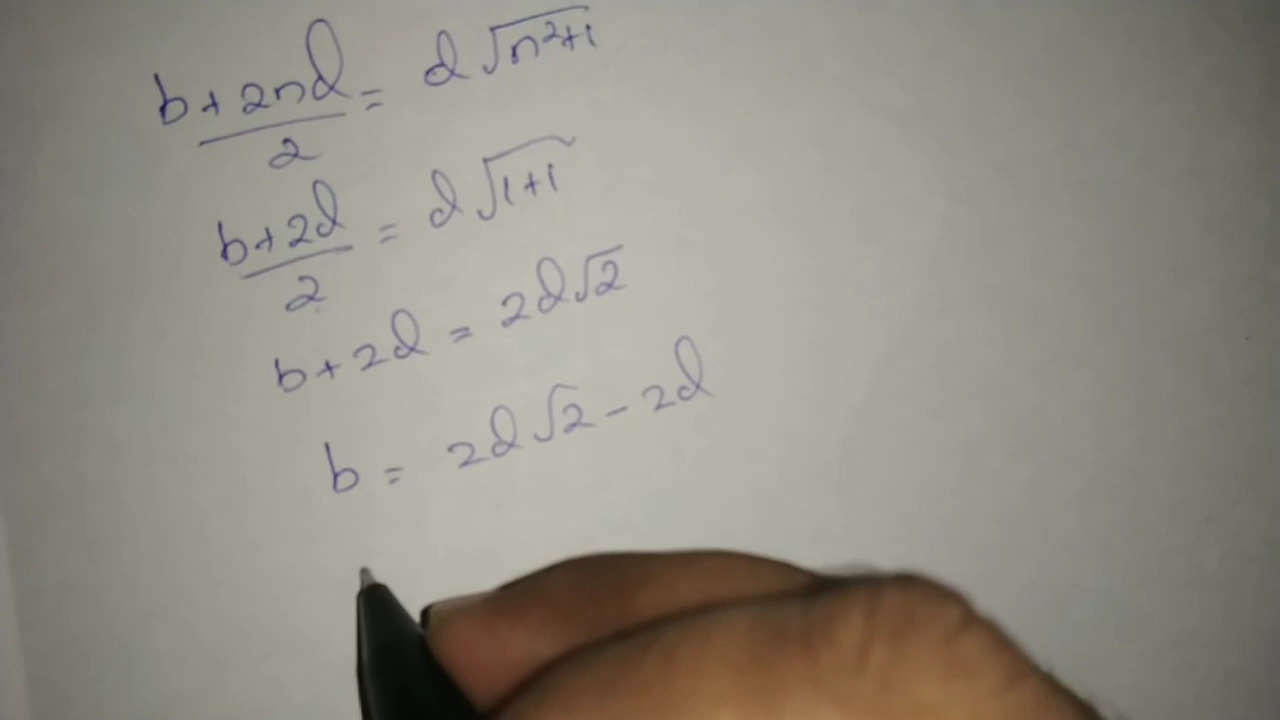 b+2nd/2 = d√n²+1
b+2d/2 = d√1+1
b+2d = 2d√2
b = 2d√2-2d